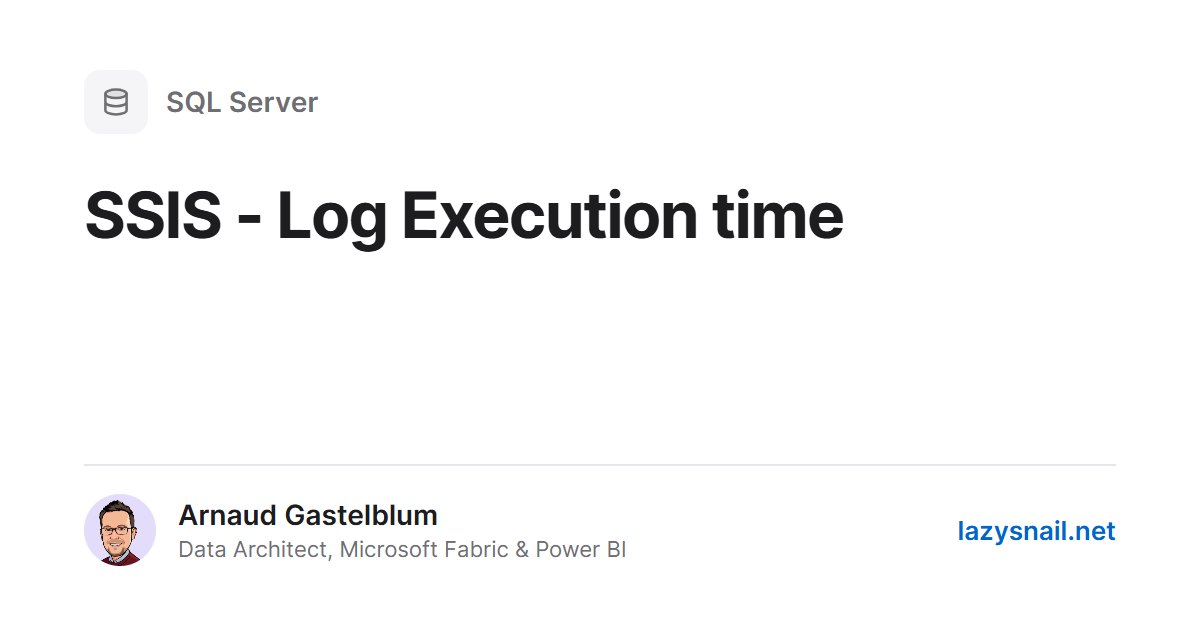 SQL Server
SSIS - Log Execution time
Arnaud Gastelblum
Data Architect, Microsoft Fabric & Power BI
lazysnail.net